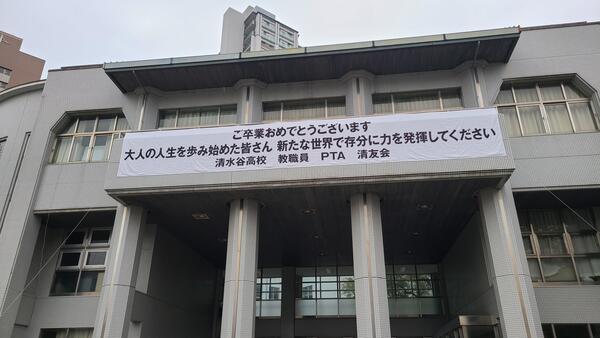 ご卒業おめでとうございます
大人の人生を歩み始めた皆さん 新たな世界で存分に力を発揮してください
清水谷高校 教職員 PTA 清友会